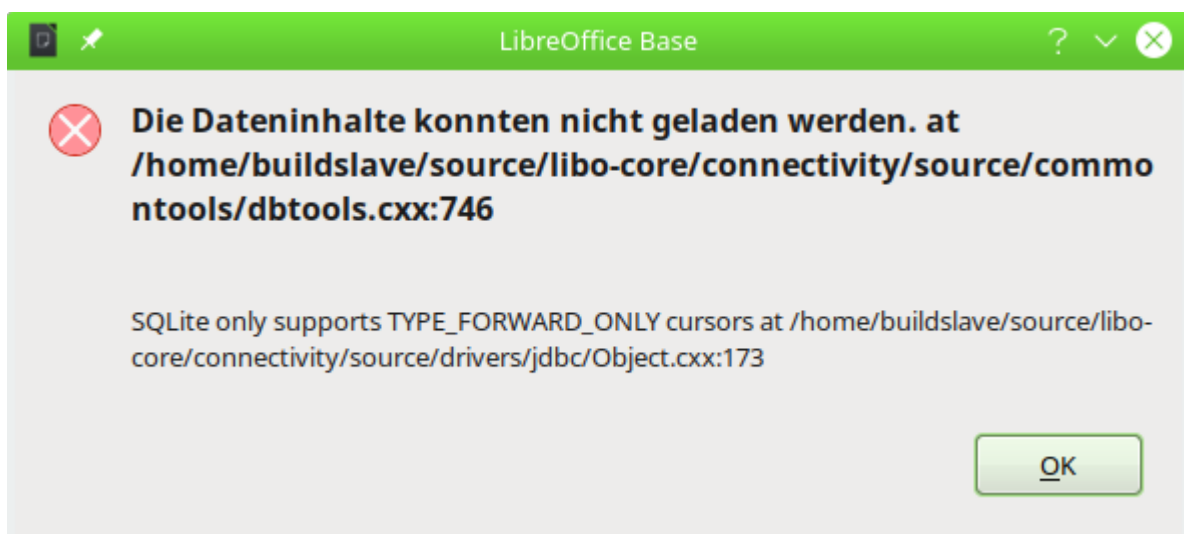 LibreOffice Base
Die Dateninhalte konnten nicht geladen werden. at
/home/buildslave/source/libo-core/connectivity/source/commo
ntools/dbtools.cxx:746
SQLite only supports TYPE_FORWARD_ONLY cursors at /home/buildslave/source/libo-
core/connectivity/source/drivers/jdbc/Object.cxx:173
OK